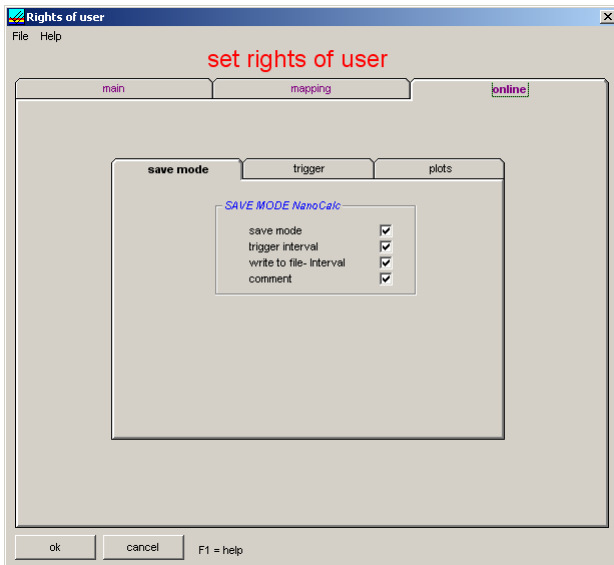 Rights of user
File Help
set rights of user
main mapping online
save mode trigger plots
SAVE MODE NanoCalc
save mode
trigger interval
write to file- Interval
comment
ok cancel F1 = help